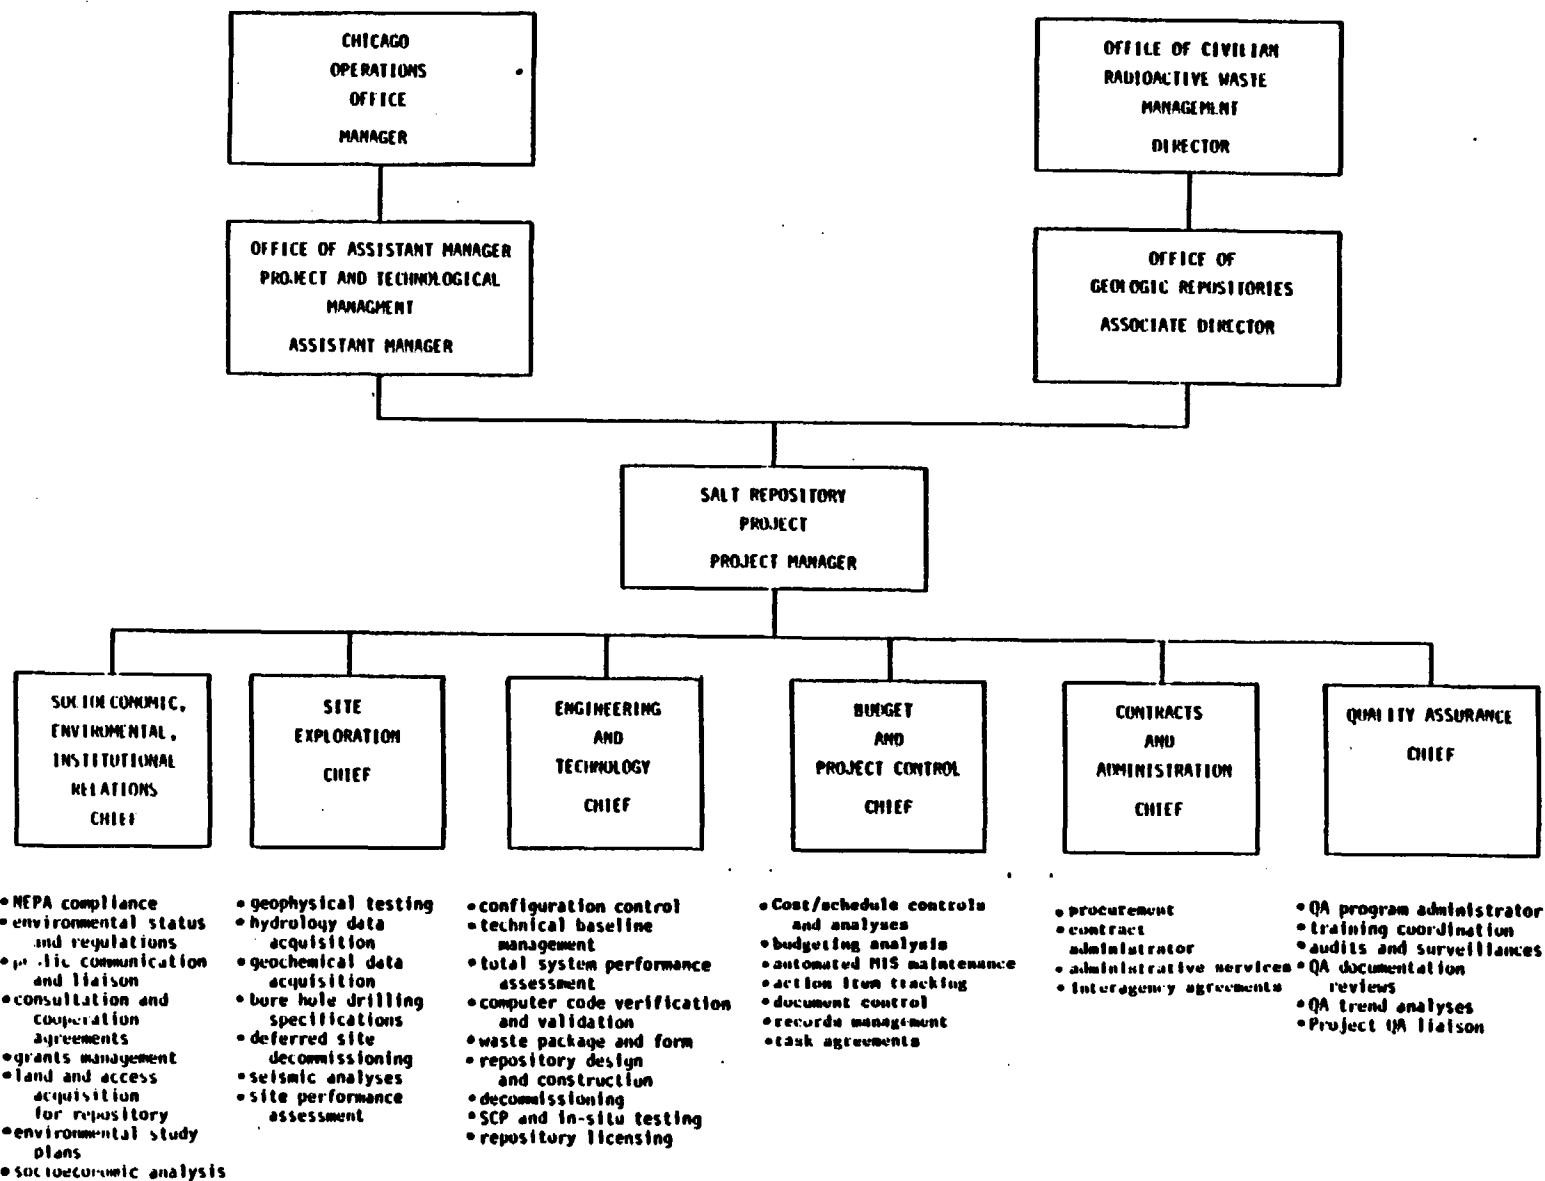 CHICAGO
OPERATIONS
OFFICE
MANAGER
OFFICE OF CIVILIAN
RADIOACTIVE WASTE
MANAGEMENT
DIRECTOR
OFFICE OF ASSISTANT MANAGER
PROJECT AND TECHNOLOGICAL
MANAGMENT
ASSISTANT MANAGER
OFFICE OF
GEOLOGIC REPOSITORIES
ASSOCIATE DIRECTOR
SALT REPOSITORY
PROJECT
PROJECT MANAGER
SOCIOECONOMIC,
ENVIROMENTAL,
INSTITUTIONAL
RELATIONS
CHIEF
SITE
EXPLORATION
CHIEF
ENGINEERING
AND
TECHNOLOGY
CHIEF
BUDGET
AND
PROJECT CONTROL
CHIEF
CONTRACTS
AND
ADMINISTRATION
CHIEF
QUALITY ASSURANCE
CHIEF
• NEPA compliance
• environmental status
and regulations
• public communication
and liaison
• consultation and
cooperation
agreements
• grants management
• land and access
acquisition
for repository
• environmental study
plans
• socioeconomic analysis
• geophysical testing
• hydrology data
acquisition
• geochemical data
acquisition
• bore hole drilling
specifications
• deferred site
decommissioning
• seismic analyses
• site performance
assessment
• configuration control
• technical baseline
management
• total system performance
assessment
• computer code verification
and validation
• waste package and form
• repository design
and construction
• decommissioning
• SCP and in-situ testing
• repository licensing
• Cost/schedule controls
and analyses
• budgeting analysis
• automated MIS maintenance
• action item tracking
• document control
• records management
• task agreements
• procurement
• contract
administrator
• administrative services
• interagency agreements
• QA program administrator
• training coordination
• audits and surveillances
• QA documentation
reviews
• QA trend analyses
• Project QA liaison